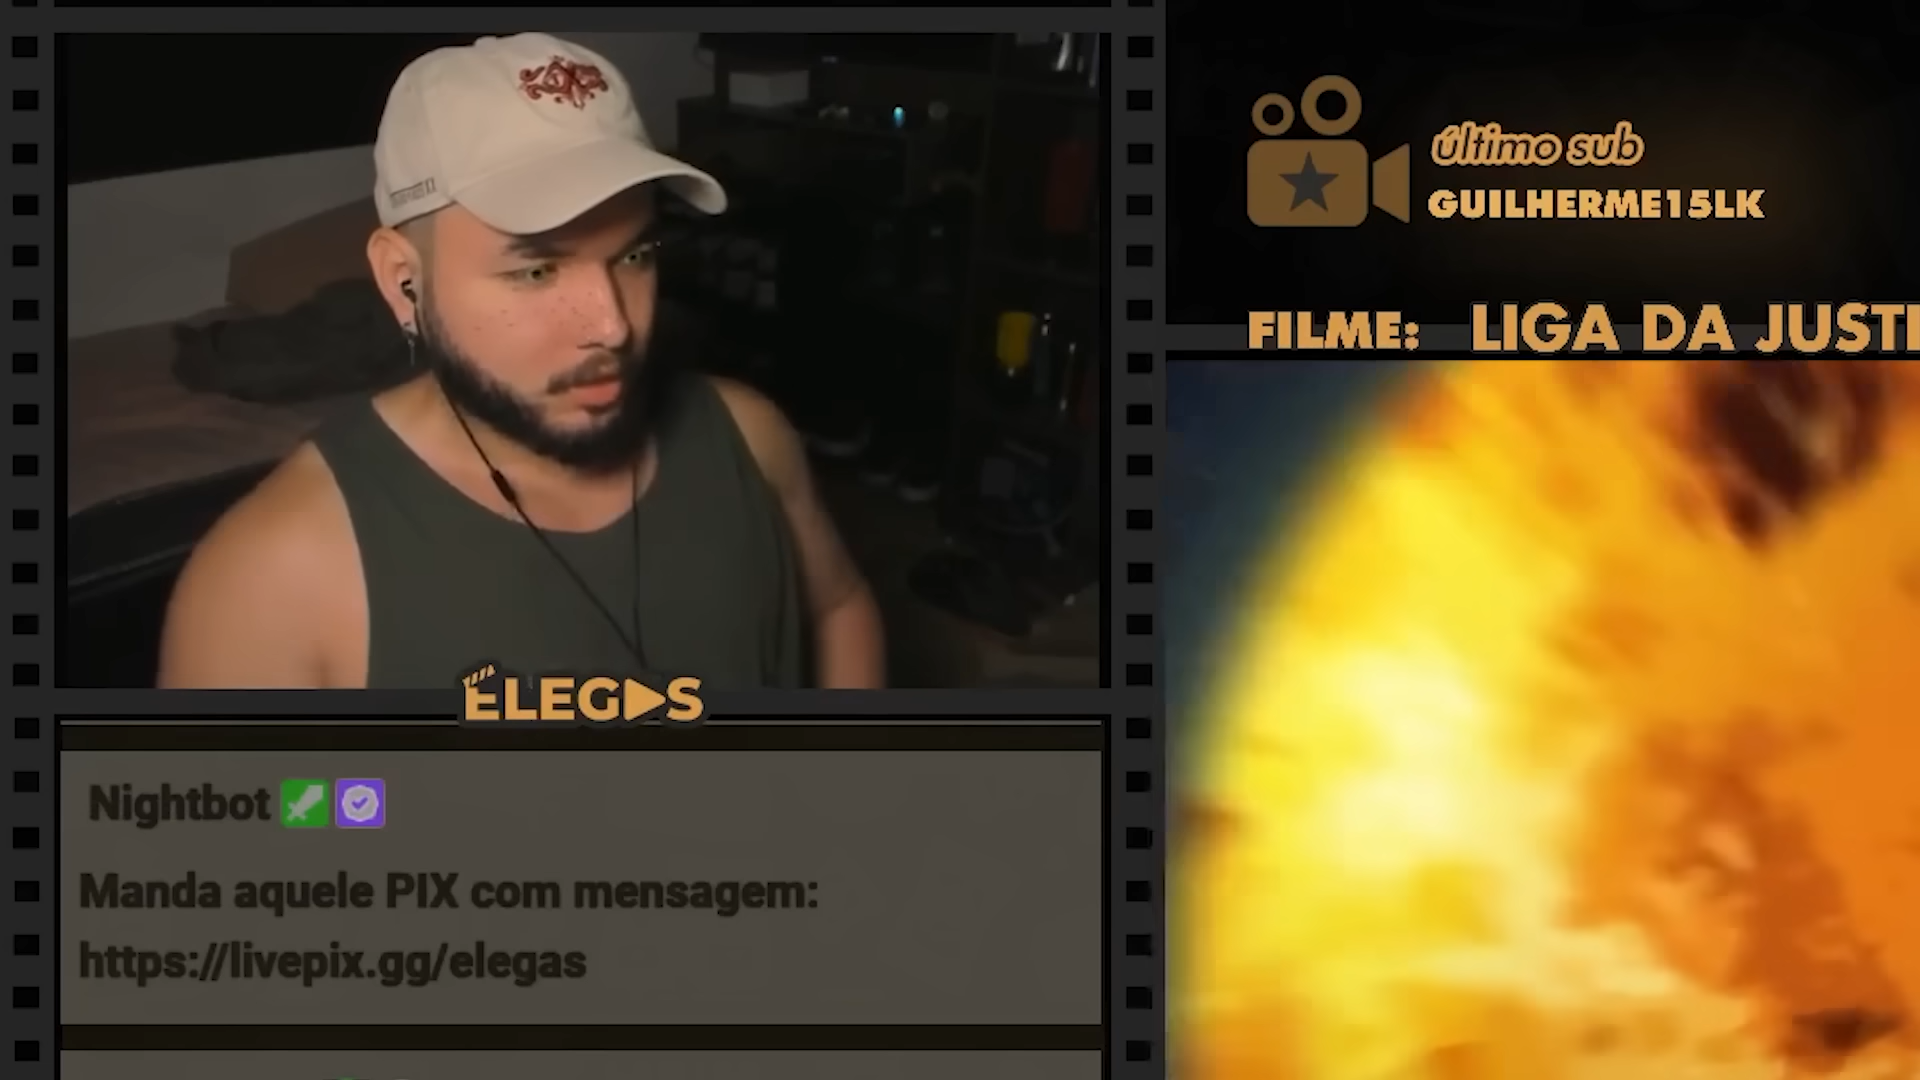 último sub
GUILHERME15LK
FILME: LIGA DA JUSTI
ELEGAS
Nightbot
Manda aquele PIX com mensagem:
https://livepix.gg/elegas